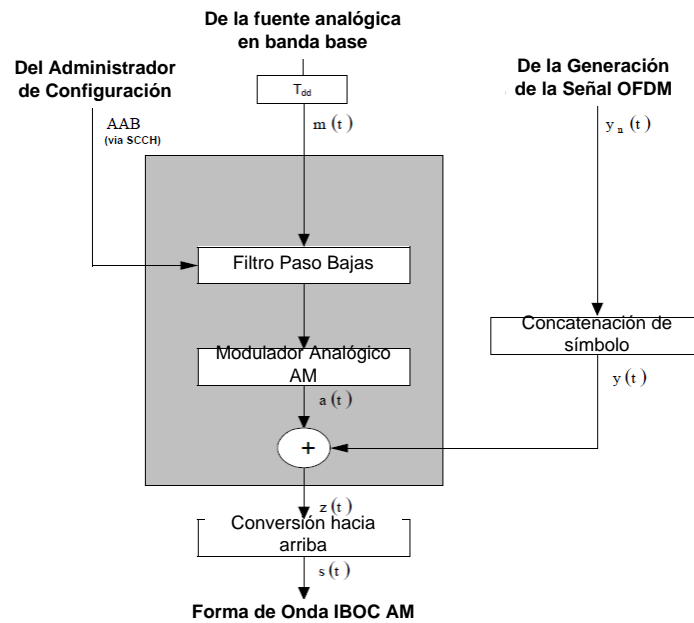 De la fuente analógica
en banda base
Del Administrador
de Configuración
De la Generación
de la Señal OFDM
T dd
AAB
(via SCCH)
m (t)
y n (t)
Filtro Paso Bajas
Concatenación de
símbolo
Modulador Analógico
AM
y (t)
a (t)
+
z (t)
Conversión hacia
arriba
s (t)
Forma de Onda IBOC AM